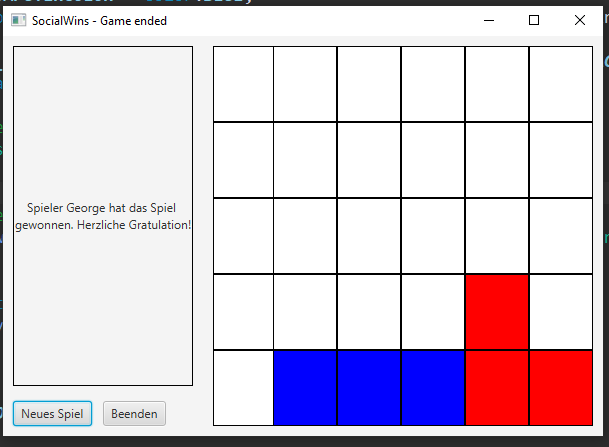 SocialWins - Game ended
Spieler George hat das Spiel
gewonnen. Herzliche Gratulation!
Neues Spiel
Beenden